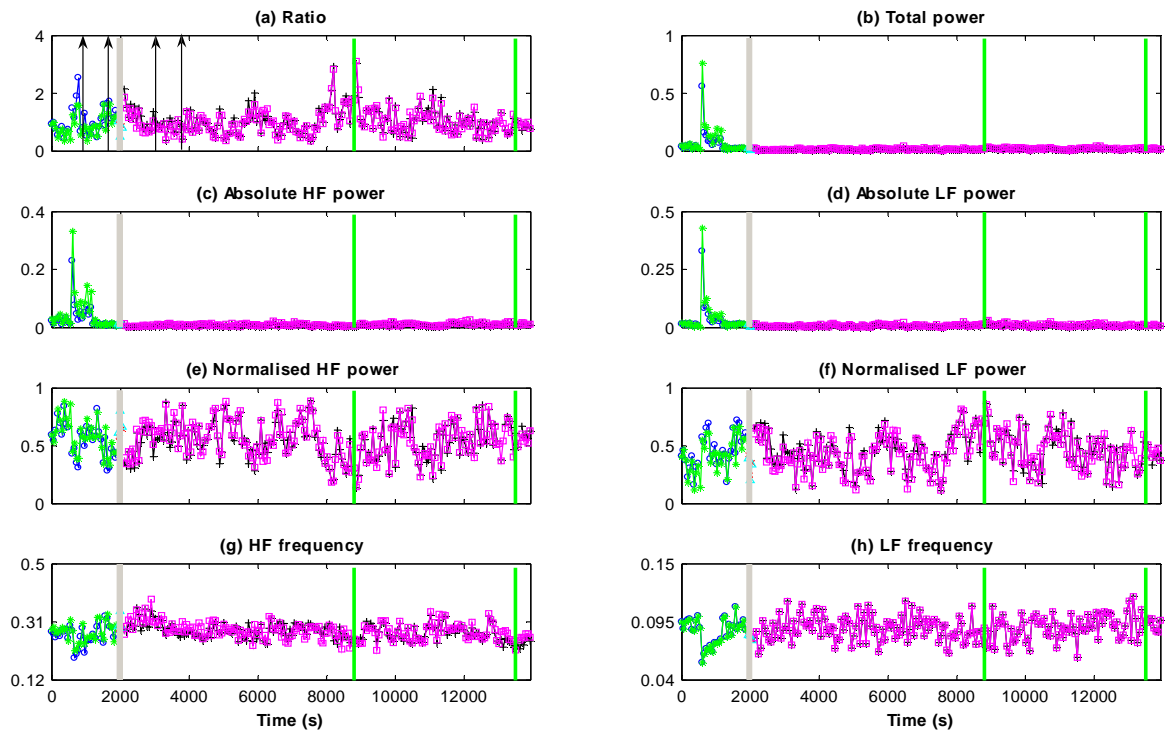 (a) Ratio
4
2
0
(b) Total power
1
0.5
0
(c) Absolute HF power
0.4
0.2
0
(d) Absolute LF power
0.5
0.25
0
(e) Normalised HF power
1
0.5
0
(f) Normalised LF power
1
0.5
0
(g) HF frequency
0.5
0.31
0.12
0 2000 4000 6000 8000 10000 12000
Time (s)
(h) LF frequency
0.15
0.095
0.04
0 2000 4000 6000 8000 10000 12000
Time (s)